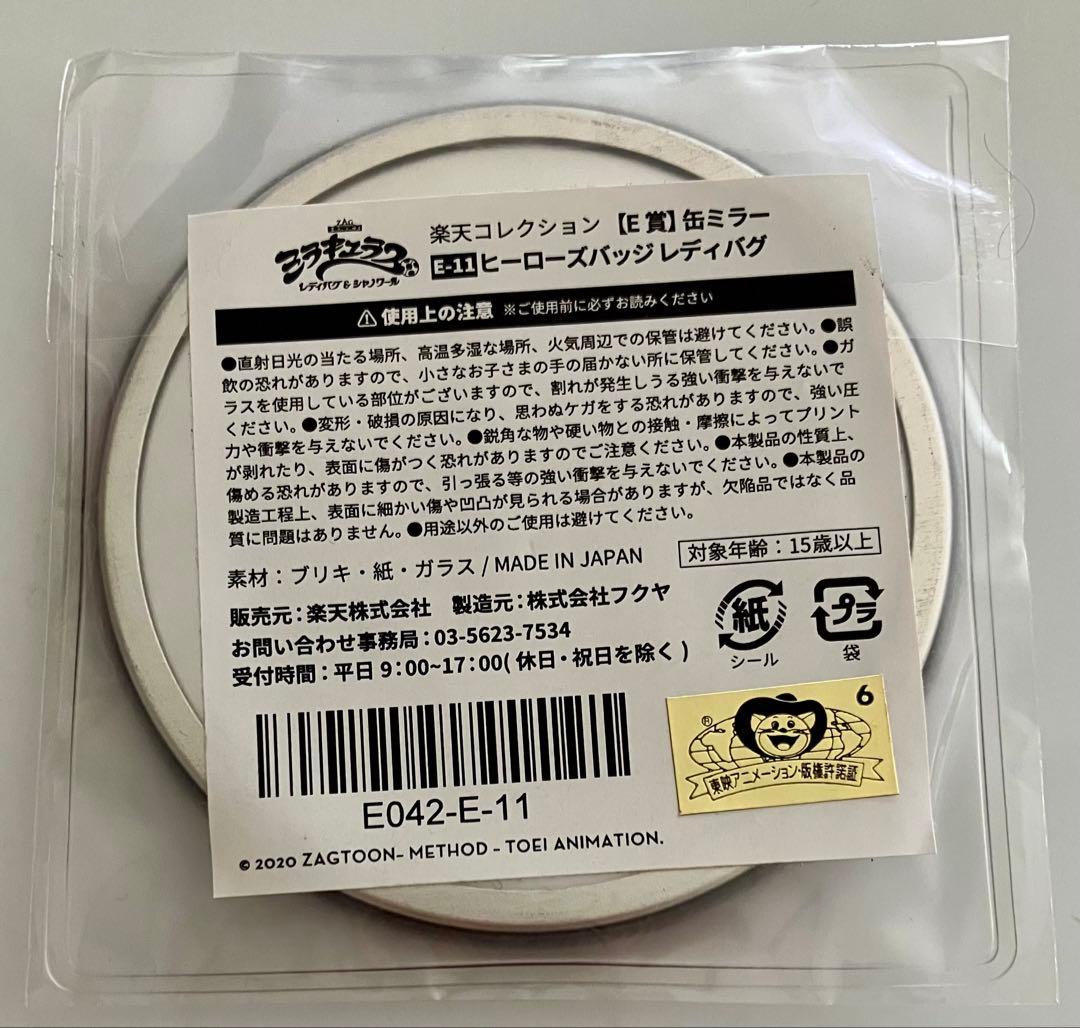 ZAG
ミラキュラス
レディバグ&シャノワール
楽天コレクション 【E 賞】缶ミラー
E-11 ヒーローズバッジ レディバグ
⚠使用上の注意 ※ご使用前に必ずお読みください
●直射日光の当たる場所、高温多湿な場所、火気周辺での保管は避けてください。●誤
飲の恐れがありますので、小さなお子さまの手の届かない所に保管してください。●ガ
ラスを使用している部位がございますので、割れが発生しうる強い衝撃を与えないで
ください。●変形・破損の原因になり、思わぬケガをする恐れがありますので、強い圧
力や衝撃を与えないでください。●鋭角な物や硬い物との接触・摩擦によってプリント
が剥れたり、表面に傷がつく恐れがありますのでご注意ください。●本製品の性質上、
傷める恐れがありますので、引っ張る等の強い衝撃を与えないでください。●本製品の
製造工程上、表面に細かい傷や凹凸が見られる場合がありますが、欠陥品ではなく品
質に問題はありません。●用途以外のご使用は避けてください。
素材：ブリキ・紙・ガラス / MADE IN JAPAN
対象年齢：15歳以上
販売元：楽天株式会社 製造元：株式会社フクヤ
お問い合わせ事務局：03-5623-7534
受付時間：平日 9：00~17：00( 休日・祝日を除く )
紙
シール
プラ
袋
6
®
東映アニメーション・版権許諾証
E042-E-11
© 2020 ZAGTOON- METHOD - TOEI ANIMATION.